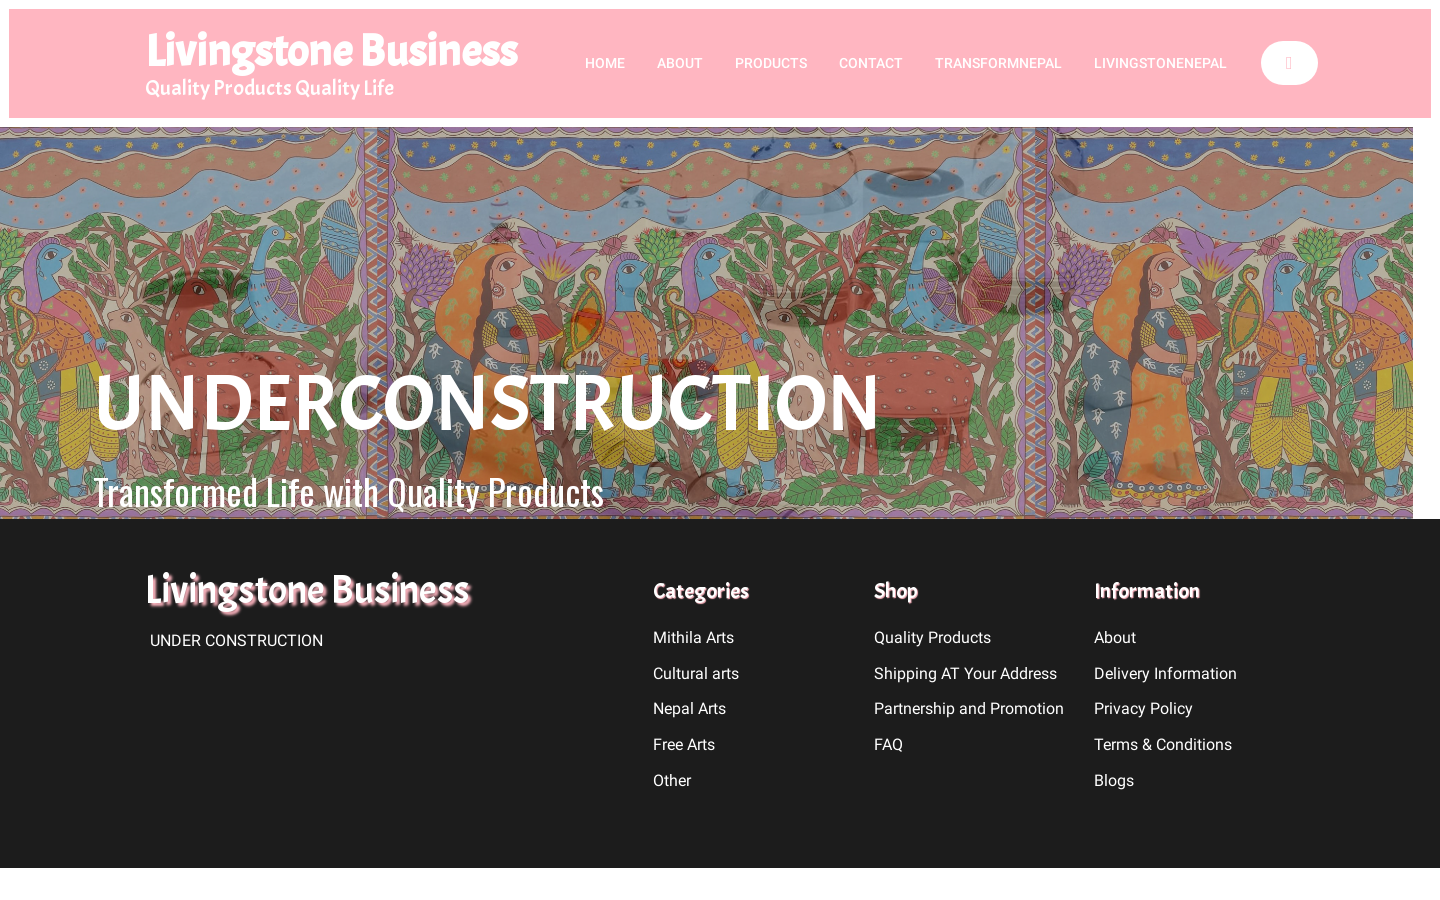 Livingstone Business
Quality Products Quality Life
HOME ABOUT PRODUCTS CONTACT TRANSFORMNEPAL LIVINGSTONENEPAL
UNDERCONSTRUCTION
Transformed Life with Quality Products
Livingstone Business
UNDER CONSTRUCTION
Categories
Mithila Arts
Cultural arts
Nepal Arts
Free Arts
Other
Shop
Quality Products
Shipping AT Your Address
Partnership and Promotion
FAQ
Information
About
Delivery Information
Privacy Policy
Terms & Conditions
Blogs